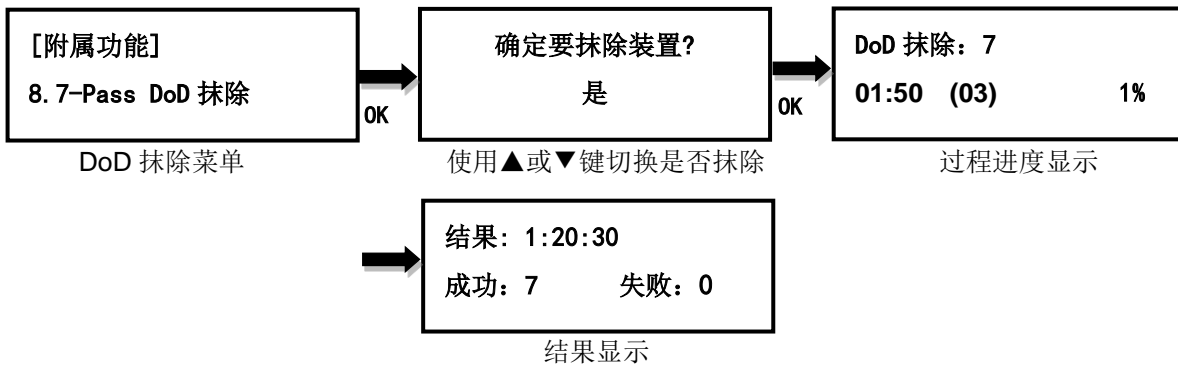 [附属功能]
8.7-Pass DoD 抹除
OK
DoD 抹除菜单
确定要抹除装置?
是
OK
使用▲或▼键切换是否抹除
DoD 抹除：7
01:50 (03) 1%
过程进度显示
结果: 1:20:30
成功：7 失败：0
结果显示